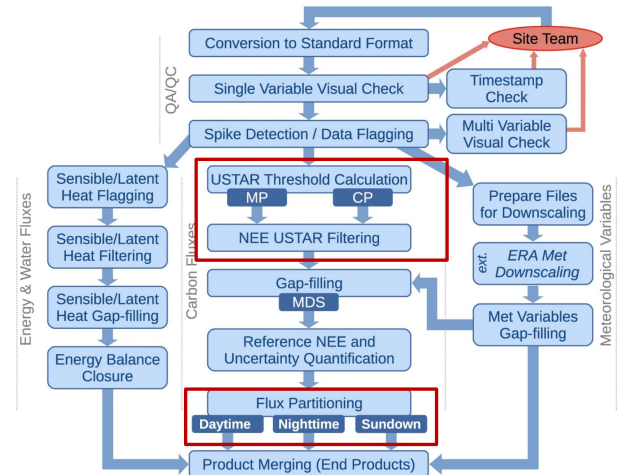 Conversion to Standard Format
Site Team
QA/QC
Single Variable Visual Check
Timestamp
Check
Spike Detection / Data Flagging
Multi Variable
Visual Check
Energy & Water Fluxes
Sensible/Latent
Heat Flagging
Sensible/Latent
Heat Filtering
Sensible/Latent
Heat Gap-filling
Energy Balance
Closure
Carbon Fluxes
USTAR Threshold Calculation
MP
CP
NEE USTAR Filtering
Gap-filling
MDS
Reference NEE and
Uncertainty Quantification
Flux Partitioning
Daytime
Nighttime
Sundown
Prepare Files
for Downscaling
ext.
ERA Met
Downscaling
Met Variables
Gap-filling
Meteorological Variables
Product Merging (End Products)